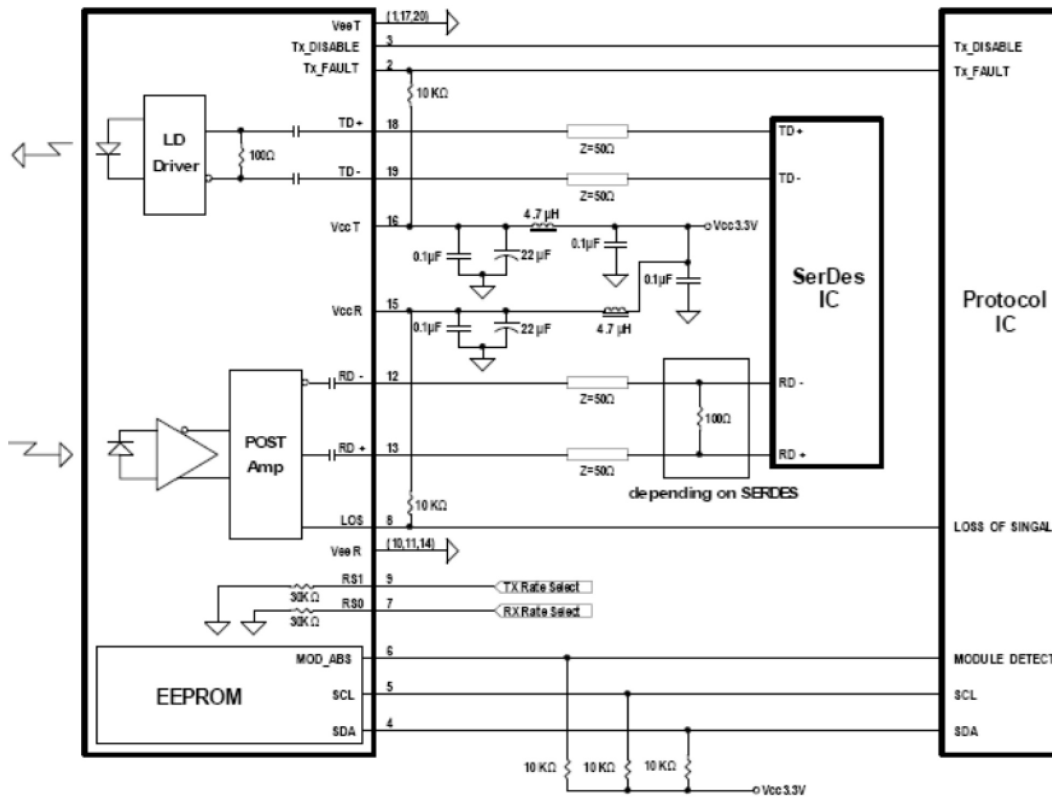 VeeT (1,17,20)
Tx_DISABLE 3 Tx_DISABLE
Tx_FAULT 2 Tx_FAULT
10 KΩ
LD
Driver
100Ω
TD+ 18 Z=50Ω TD+
TD- 19 Z=50Ω TD-
VccT 16 4.7 µH Vcc3.3V
0.1µF 22 µF 0.1µF
0.1µF
SerDes
IC
Protocol
IC
VccR 15
0.1µF 22 µF 4.7 µH
RD - 12 Z=50Ω RD -
100Ω
POST
Amp
RD + 13 Z=50Ω RD +
depending on SERDES
10 KΩ
LOS 8 LOSS OF SINGAL
VeeR (10,11,14)
RS1 9 TX Rate Select
30KΩ
RS0 7 RX Rate Select
30KΩ
MOD_ABS 6 MODULE DETECT
EEPROM
SCL 5 SCL
SDA 4 SDA
10 KΩ 10 KΩ 10 KΩ
Vcc3.3V